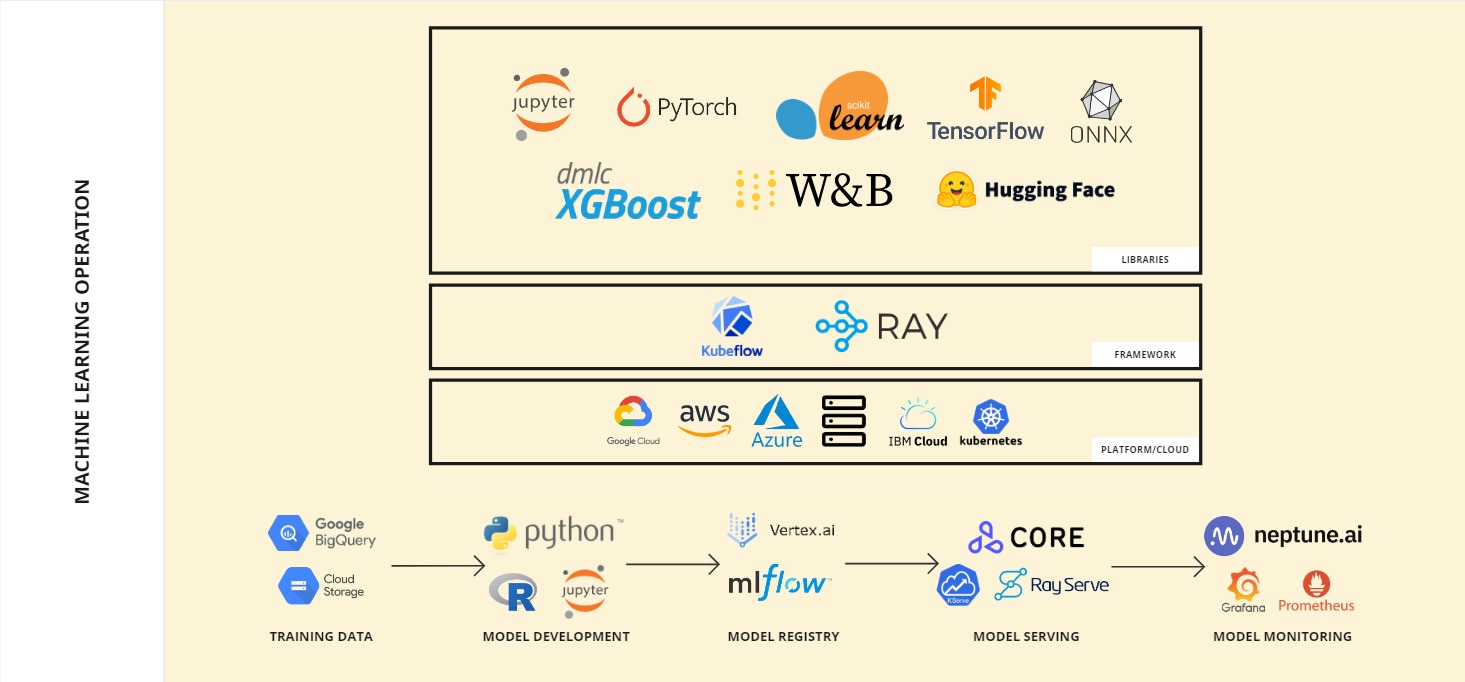 MACHINE LEARNING OPERATION
jupyter
PyTorch
scikit
learn
TensorFlow
ONNX
dmlc
XGBoost
W&B
Hugging Face
LIBRARIES
Kubeflow
RAY
FRAMEWORK
Google Cloud
aws
Azure
IBM Cloud
kubernetes
PLATFORM/CLOUD
Google
BigQuery
Cloud
Storage
TRAINING DATA
python™
R
jupyter
MODEL DEVELOPMENT
Vertex.ai
mlflow™
MODEL REGISTRY
CORE
KServe
Ray Serve
MODEL SERVING
neptune.ai
Grafana
Prometheus
MODEL MONITORING